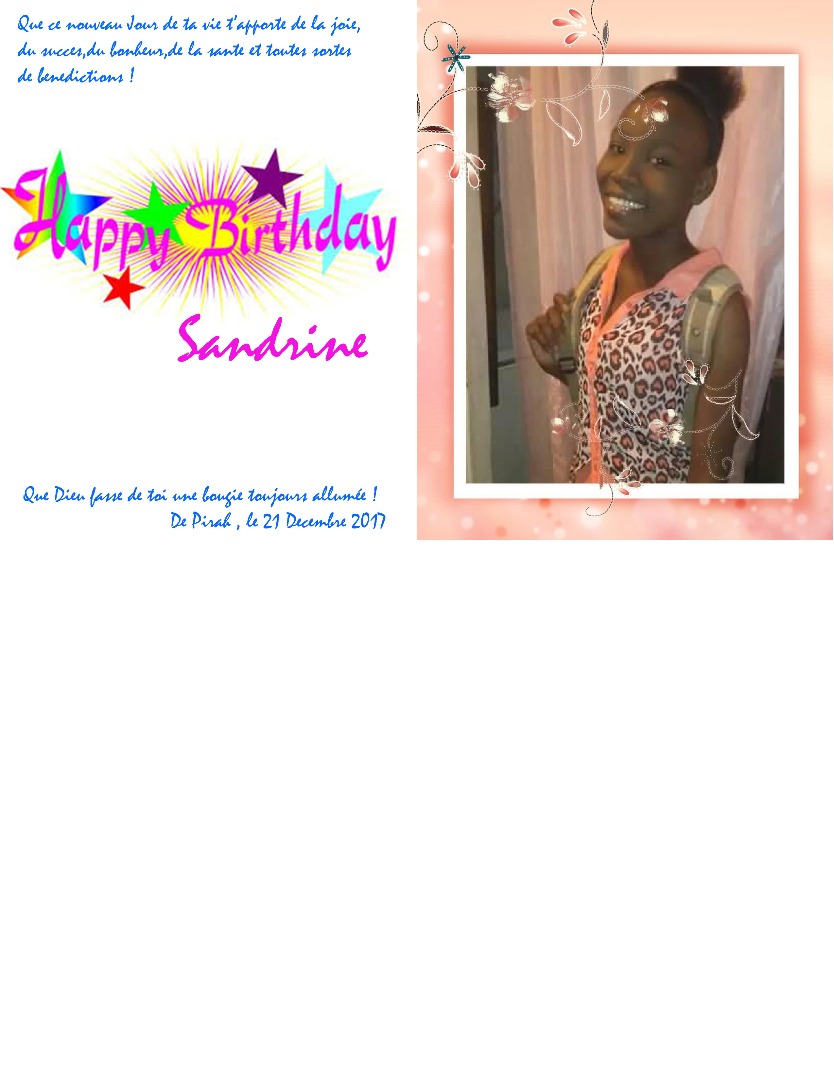 Que ce nouveau Jour de ta vie t'apporte de la joie,
du succes,du bonheur,de la sante et toutes sortes
de benedictions !
Happy Birthday
Sandrine
Que Dieu fasse de toi une bougie toujours allumée !
De Pirah , le 21 Decembre 2017